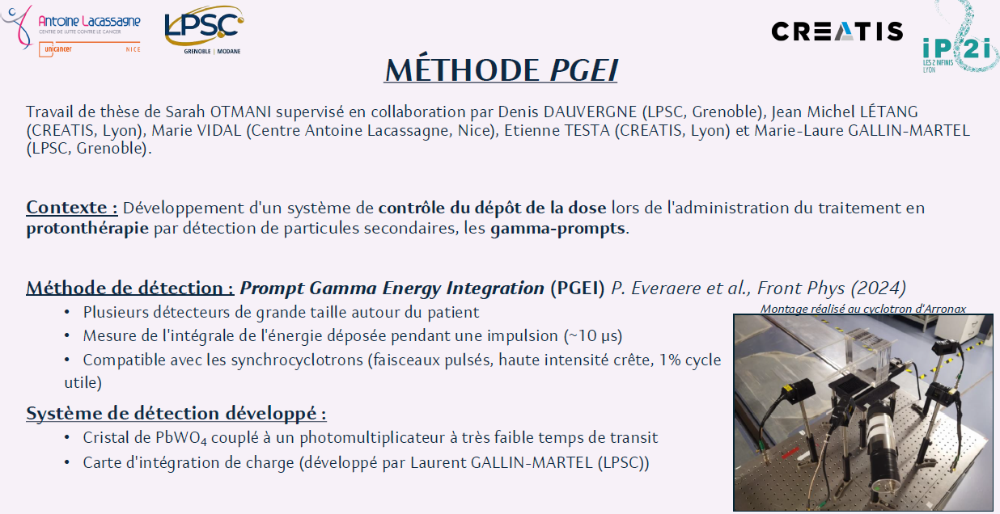 Antoine Lacassagne
CENTRE DE LUTTE CONTRE LE CANCER
unicancer NICE
LPSC
GRENOBLE | MODANE
CREATIS
iP2i
LES 2 INFINIS
LYON
MÉTHODE PGEI
Travail de thèse de Sarah OTMANI supervisé en collaboration par Denis DAUVERGNE (LPSC, Grenoble), Jean Michel LÉTANG
(CREATIS, Lyon), Marie VIDAL (Centre Antoine Lacassagne, Nice), Etienne TESTA (CREATIS, Lyon) et Marie-Laure GALLIN-MARTEL
(LPSC, Grenoble).
Contexte : Développement d'un système de contrôle du dépôt de la dose lors de l'administration du traitement en
protonthérapie par détection de particules secondaires, les gamma-prompts.
Méthode de détection : Prompt Gamma Energy Integration (PGEI) P. Everaere et al., Front Phys (2024)
• Plusieurs détecteurs de grande taille autour du patient
• Mesure de l'intégrale de l'énergie déposée pendant une impulsion (~10 µs)
• Compatible avec les synchrocyclotrons (faisceaux pulsés, haute intensité crête, 1% cycle
utile)
Montage réalisé au cyclotron d'Arronax
Système de détection développé :
• Cristal de PbWO₄ couplé à un photomultiplicateur à très faible temps de transit
• Carte d'intégration de charge (développé par Laurent GALLIN-MARTEL (LPSC))